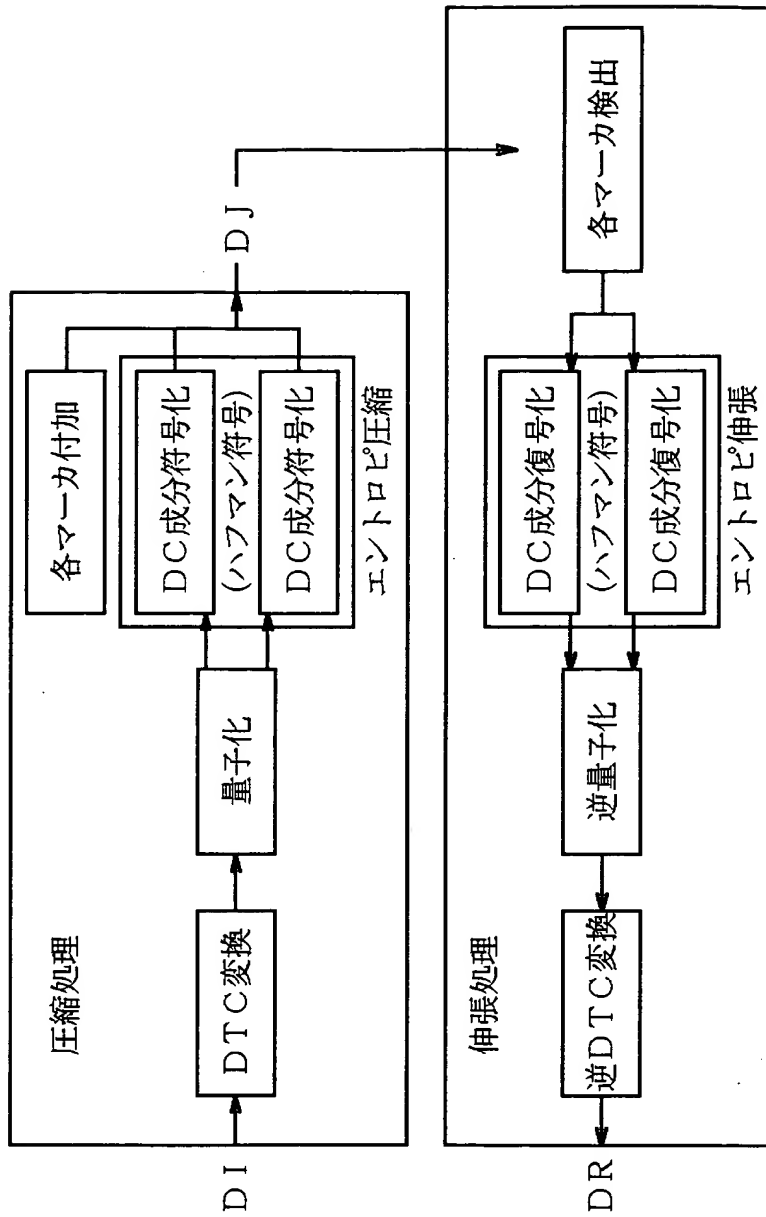 圧縮処理
DI
DTC変換
量子化
各マーカ付加
DC成分符号化
(ハフマン符号)
DC成分符号化
エントロピ圧縮
DJ
伸張処理
各マーカ検出
DC成分復号化
(ハフマン符号)
DC成分復号化
エントロピ伸張
逆量子化
逆DTC変換
DR